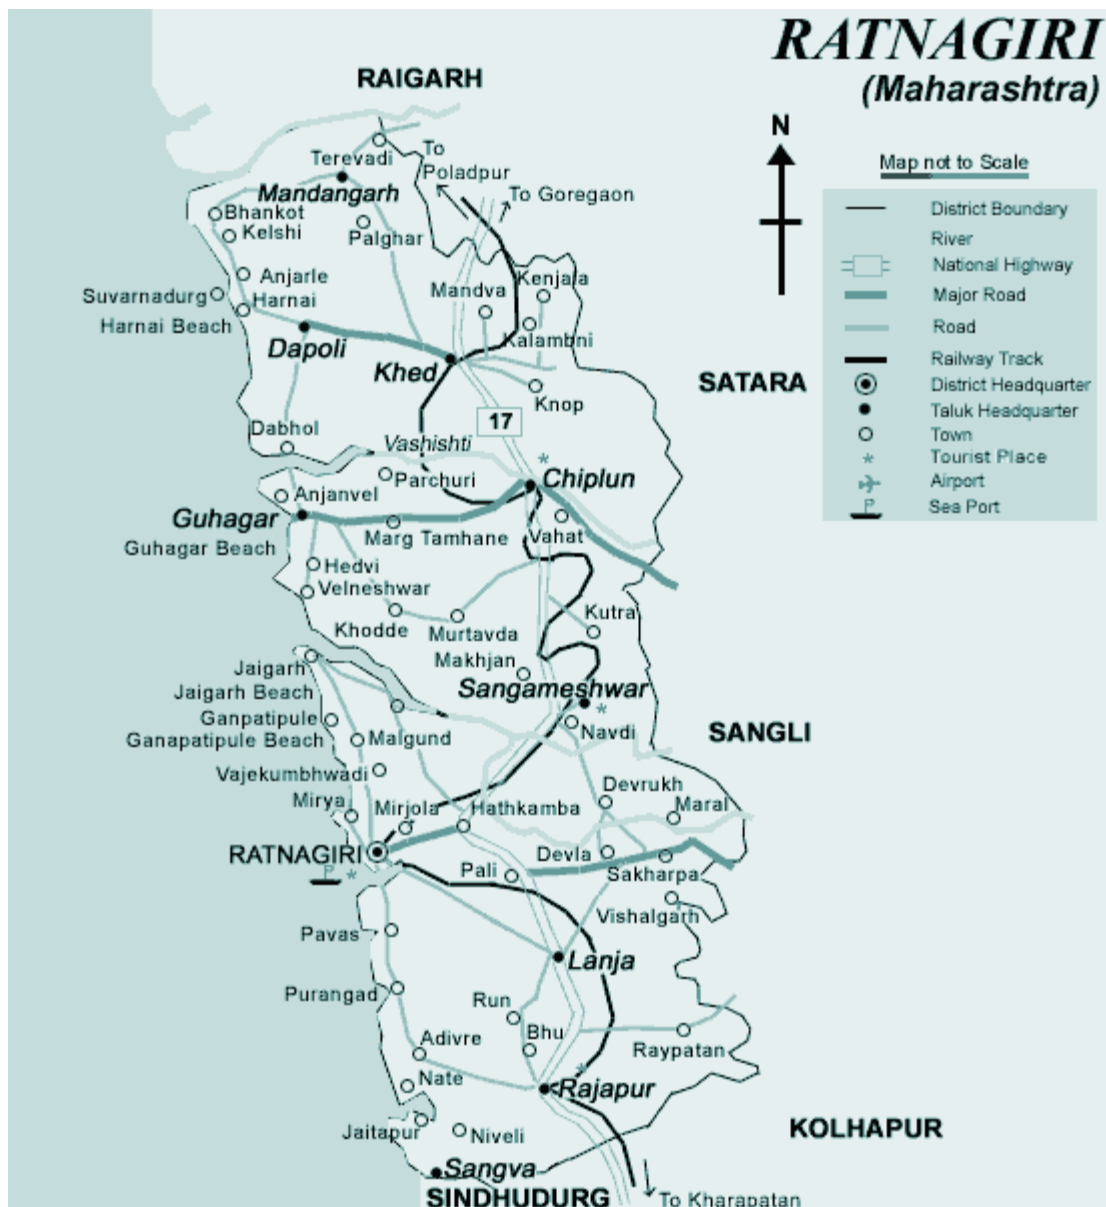 RATNAGIRI
(Maharashtra)
RAIGARH
N
Map not to Scale
District Boundary
River
National Highway
Major Road
Road
Railway Track
District Headquarter
Taluk Headquarter
Town
Tourist Place
Airport
P
Sea Port
To
Poladpur
To Goregaon
Terevadi
Mandangarh
Bhankot
Kelshi
Palghar
Anjarle
Suvarnadurg
Harnai
Harnai Beach
Kenjala
Mandva
Kalambni
Dapoli
Khed
SATARA
Knop
17
Dabhol
Vashishti
Parchuri
Chiplun
Anjanvel
Guhagar
Guhagar Beach
Marg Tamhane
Vahat
Hedvi
Velneshwar
Khodde
Murtavda
Kutra
Makhjan
Jaigarh
Jaigarh Beach
Sangameshwar
Ganpatipule
Ganapatipule Beach
Malgund
Navdi
SANGLI
Vajekumbhwadi
Devrukh
Mirya
Mirjola
Hathkamba
Maral
RATNAGIRI
P
Devla
Pali
Sakharpa
Vishalgarh
Pavas
Lanja
Purangad
Run
Bhu
Adivre
Raypatan
Nate
Rajapur
Jaitapur
Niveli
KOLHAPUR
Sangva
SINDHUDURG
To Kharapatan